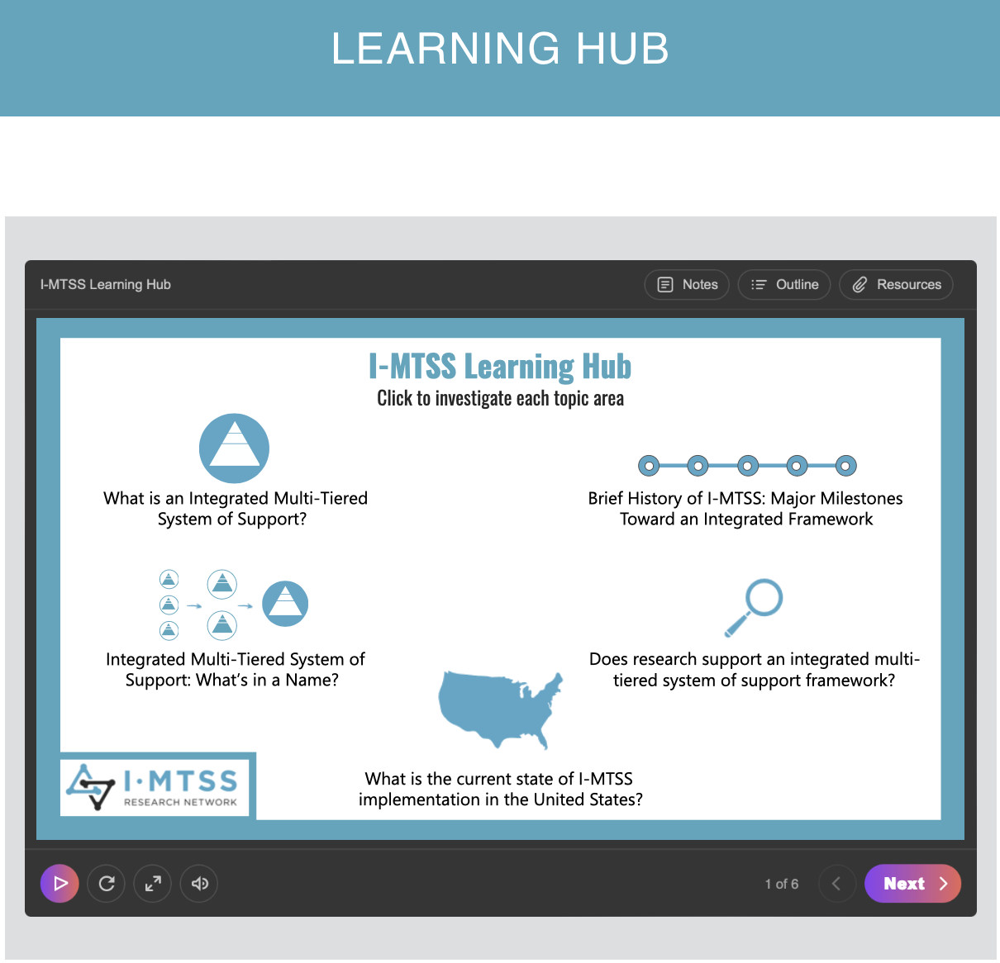 LEARNING HUB
I-MTSS Learning Hub
Notes
Outline
Resources
I-MTSS Learning Hub
Click to investigate each topic area
What is an Integrated Multi-Tiered
System of Support?
Brief History of I-MTSS: Major Milestones
Toward an Integrated Framework
Integrated Multi-Tiered System of
Support: What's in a Name?
Does research support an integrated multi-
tiered system of support framework?
What is the current state of I-MTSS
implementation in the United States?
I·MTSS
RESEARCH NETWORK
1 of 6
Next